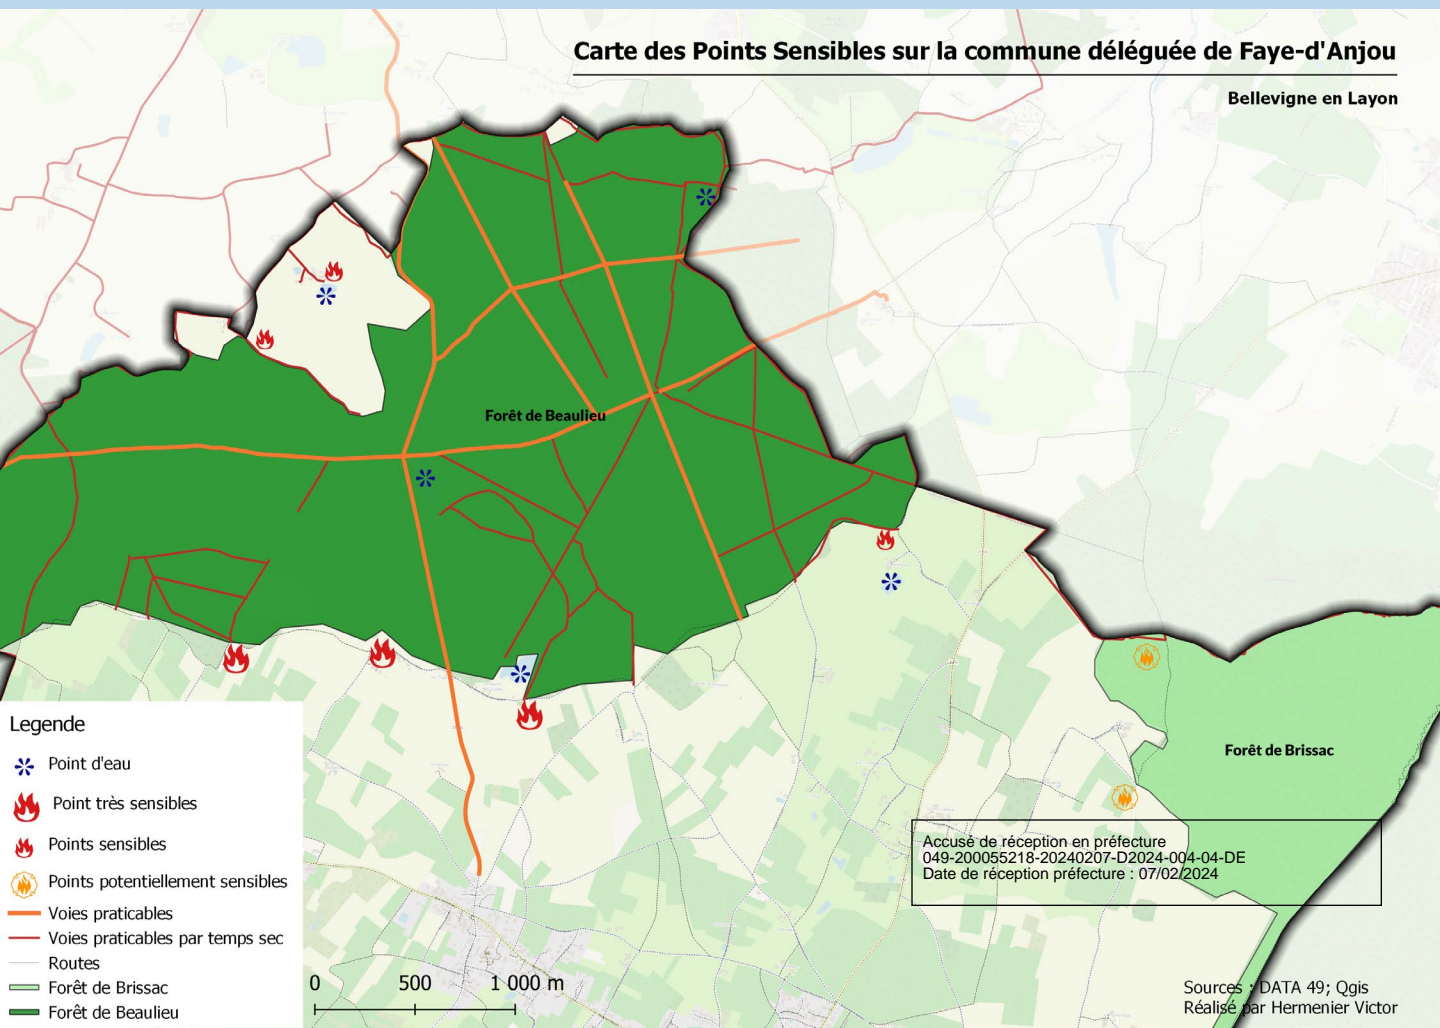 Carte des Points Sensibles sur la commune déléguée de Faye-d'Anjou
Bellevigne en Layon
Forêt de Beaulieu
Forêt de Brissac
Legende
Point d'eau
Point très sensibles
Points sensibles
Points potentiellement sensibles
Voies praticables
Voies praticables par temps sec
Routes
Forêt de Brissac
Forêt de Beaulieu
0 500 1 000 m
Accusé de réception en préfecture
049-200055218-20240207-D2024-004-04-DE
Date de réception préfecture : 07/02/2024
Sources : DATA 49; Qgis
Réalisé par Hermenier Victor